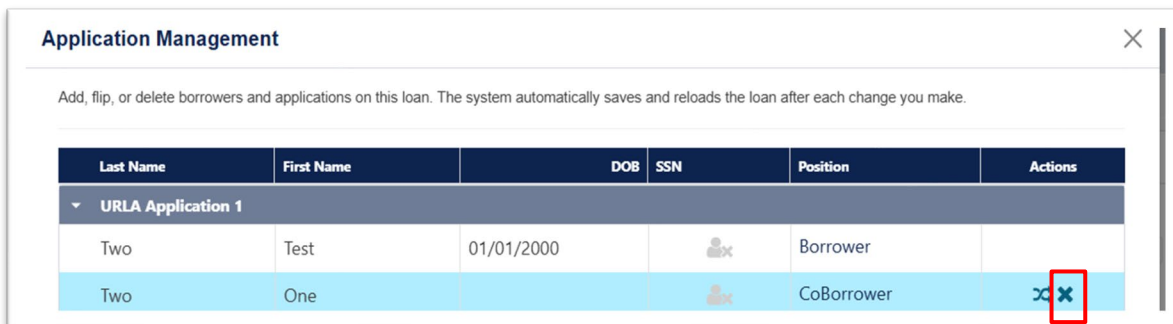 Application Management
Add, flip, or delete borrowers and applications on this loan. The system automatically saves and reloads the loan after each change you make.
Last Name First Name DOB SSN Position Actions
URLA Application 1
Two Test 01/01/2000 Borrower
Two One CoBorrower